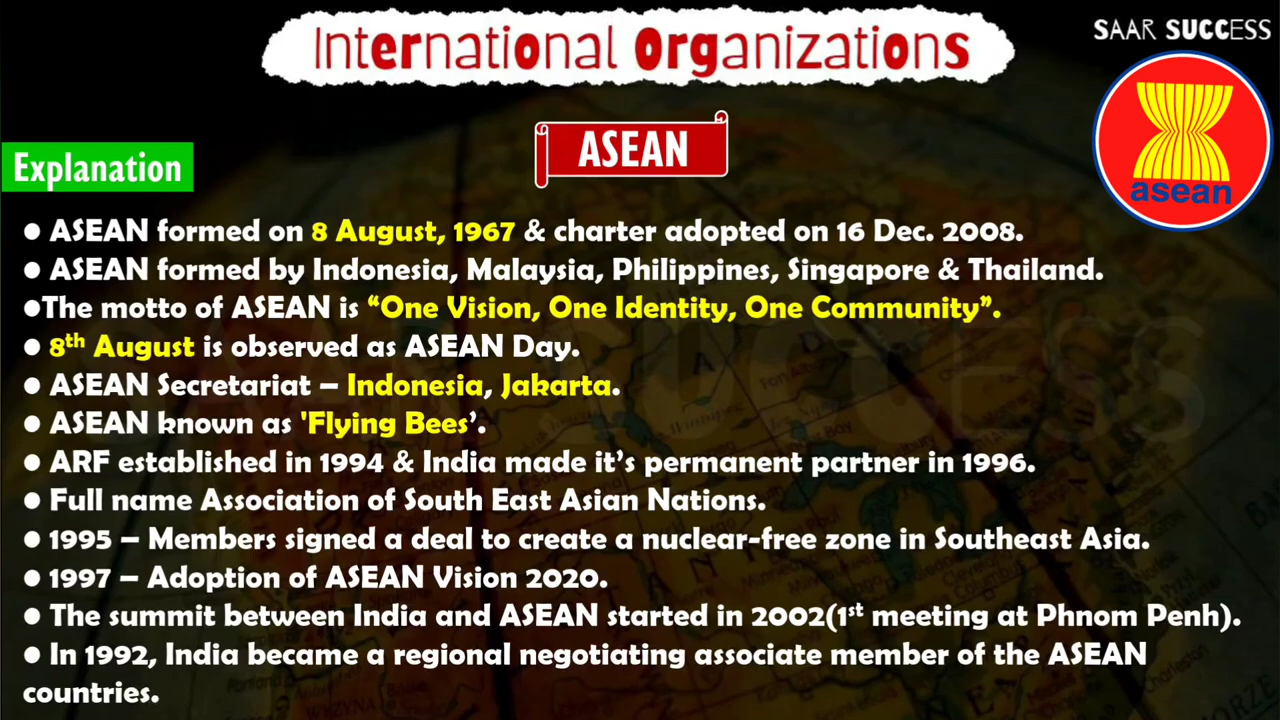 International Organizations
SAAR SUCCESS
ASEAN
asean
Explanation
● ASEAN formed on 8 August, 1967 & charter adopted on 16 Dec. 2008.
● ASEAN formed by Indonesia, Malaysia, Philippines, Singapore & Thailand.
●The motto of ASEAN is “One Vision, One Identity, One Community”.
● 8th August is observed as ASEAN Day.
● ASEAN Secretariat – Indonesia, Jakarta.
● ASEAN known as 'Flying Bees’.
● ARF established in 1994 & India made it’s permanent partner in 1996.
● Full name Association of South East Asian Nations.
● 1995 – Members signed a deal to create a nuclear-free zone in Southeast Asia.
● 1997 – Adoption of ASEAN Vision 2020.
● The summit between India and ASEAN started in 2002(1st meeting at Phnom Penh).
● In 1992, India became a regional negotiating associate member of the ASEAN
countries.